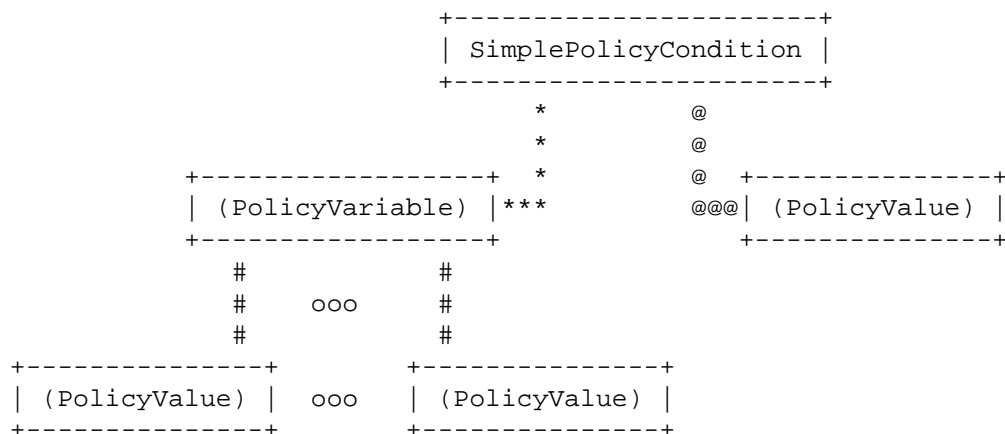 +-----------------------+
                          | SimplePolicyCondition |
                          +-----------------------+
                                *         @
                                *         @
          +------------------+  *         @  +---------------+
          | (PolicyVariable) |***         @@@| (PolicyValue) |
          +------------------+               +---------------+
             #            #
             #    ooo     #
             #            #
+---------------+        +---------------+
| (PolicyValue) |  ooo   | (PolicyValue) |
+---------------+        +---------------+